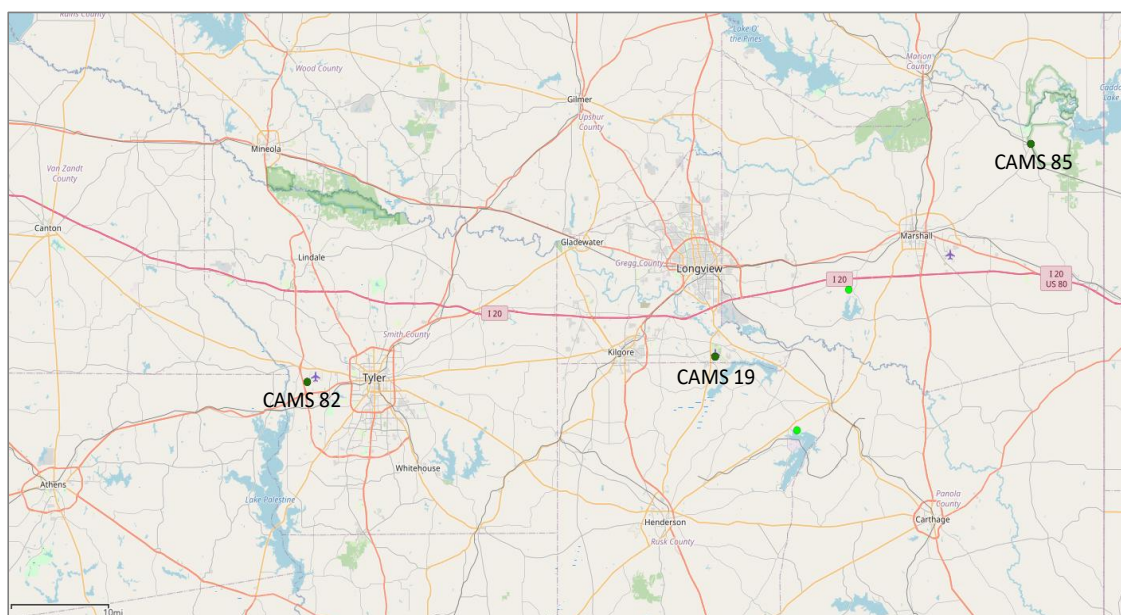 Rains County
Wood County
Lake O'
the Pines
Marion
County
Caddo
Lake
Gilmer
Upshur
County
Mineola
CAMS 85
Van Zandt
County
Canton
Lindale
Gladewater
Gregg County
Longview
Marshall
I 20
I 20
US 80
I 20
Smith County
Kilgore
Tyler
CAMS 19
CAMS 82
Whitehouse
Athens
Lake Palestine
Henderson
Rusk County
Panola
County
Carthage
10mi